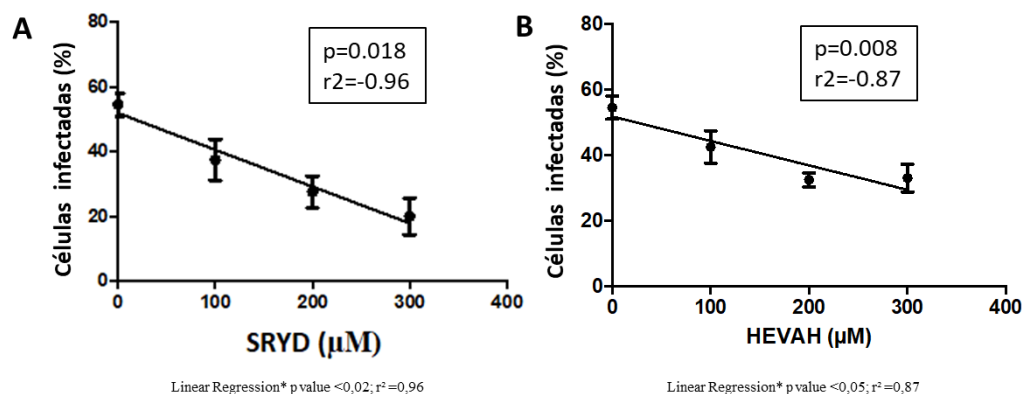 A
p=0.018
r2=-0.96
Células infectadas (%)
80
60
40
20
0
0 100 200 300 400
SRYD (µM)
Linear Regression* p value <0,02; r² =0,96
B
p=0.008
r2=-0.87
Células infectadas (%)
80
60
40
20
0
0 100 200 300 400
HEVAH (µM)
Linear Regression* p value <0,05; r² =0,87